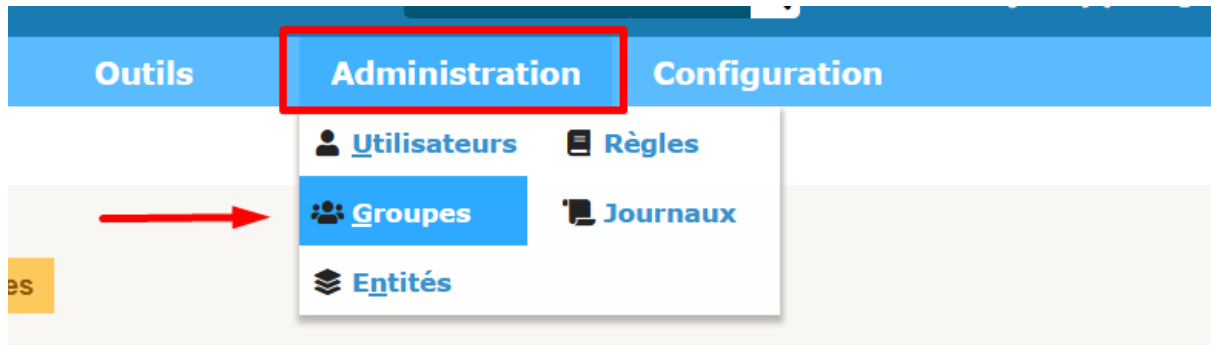 Outils Administration Configuration
Utilisateurs Règles
Groupes Journaux
Entités
es